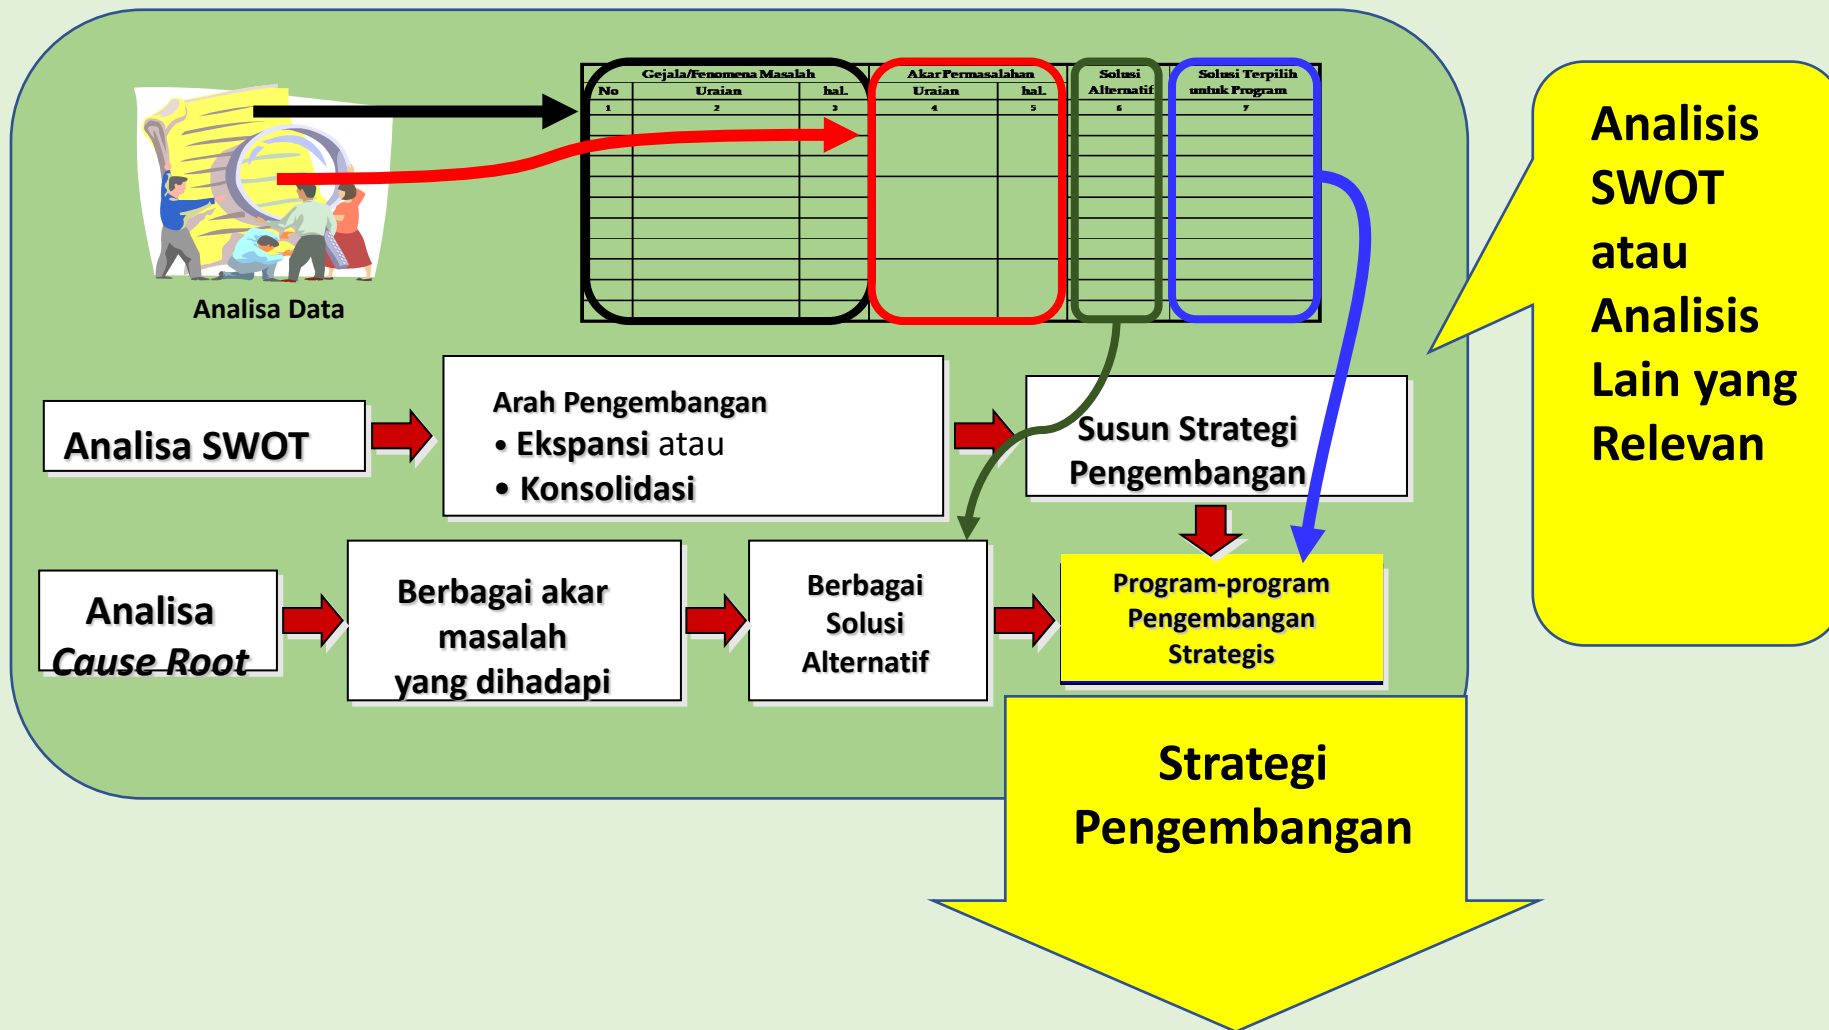 Gejala/Fenomena Masalah Akar Permasalahan Solusi Solusi Terpilih
No Uraian hal. Uraian hal. Alternatif untuk Program
1 2 3 4 5 6 7
Analisa Data
Analisis
SWOT
atau
Analisis
Lain yang
Relevan
Analisa SWOT
Arah Pengembangan
• Ekspansi atau
• Konsolidasi
Susun Strategi
Pengembangan
Analisa
Cause Root
Berbagai akar
masalah
yang dihadapi
Berbagai
Solusi
Alternatif
Program-program
Pengembangan
Strategis
Strategi
Pengembangan